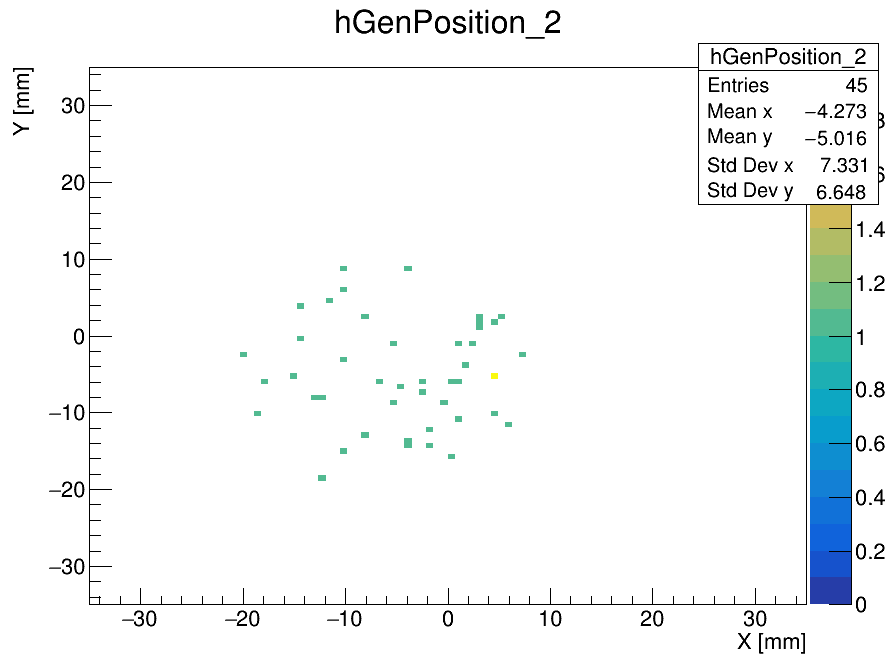 hGenPosition_2
hGenPosition_2
Entries 45
Mean x −4.273
Mean y −5.016
Std Dev x 7.331
Std Dev y 6.648
Y [mm]
30
20
10
0
−10
−20
−30
−30 −20 −10 0 10 20 30
X [mm]
1.4
1.2
1
0.8
0.6
0.4
0.2
0